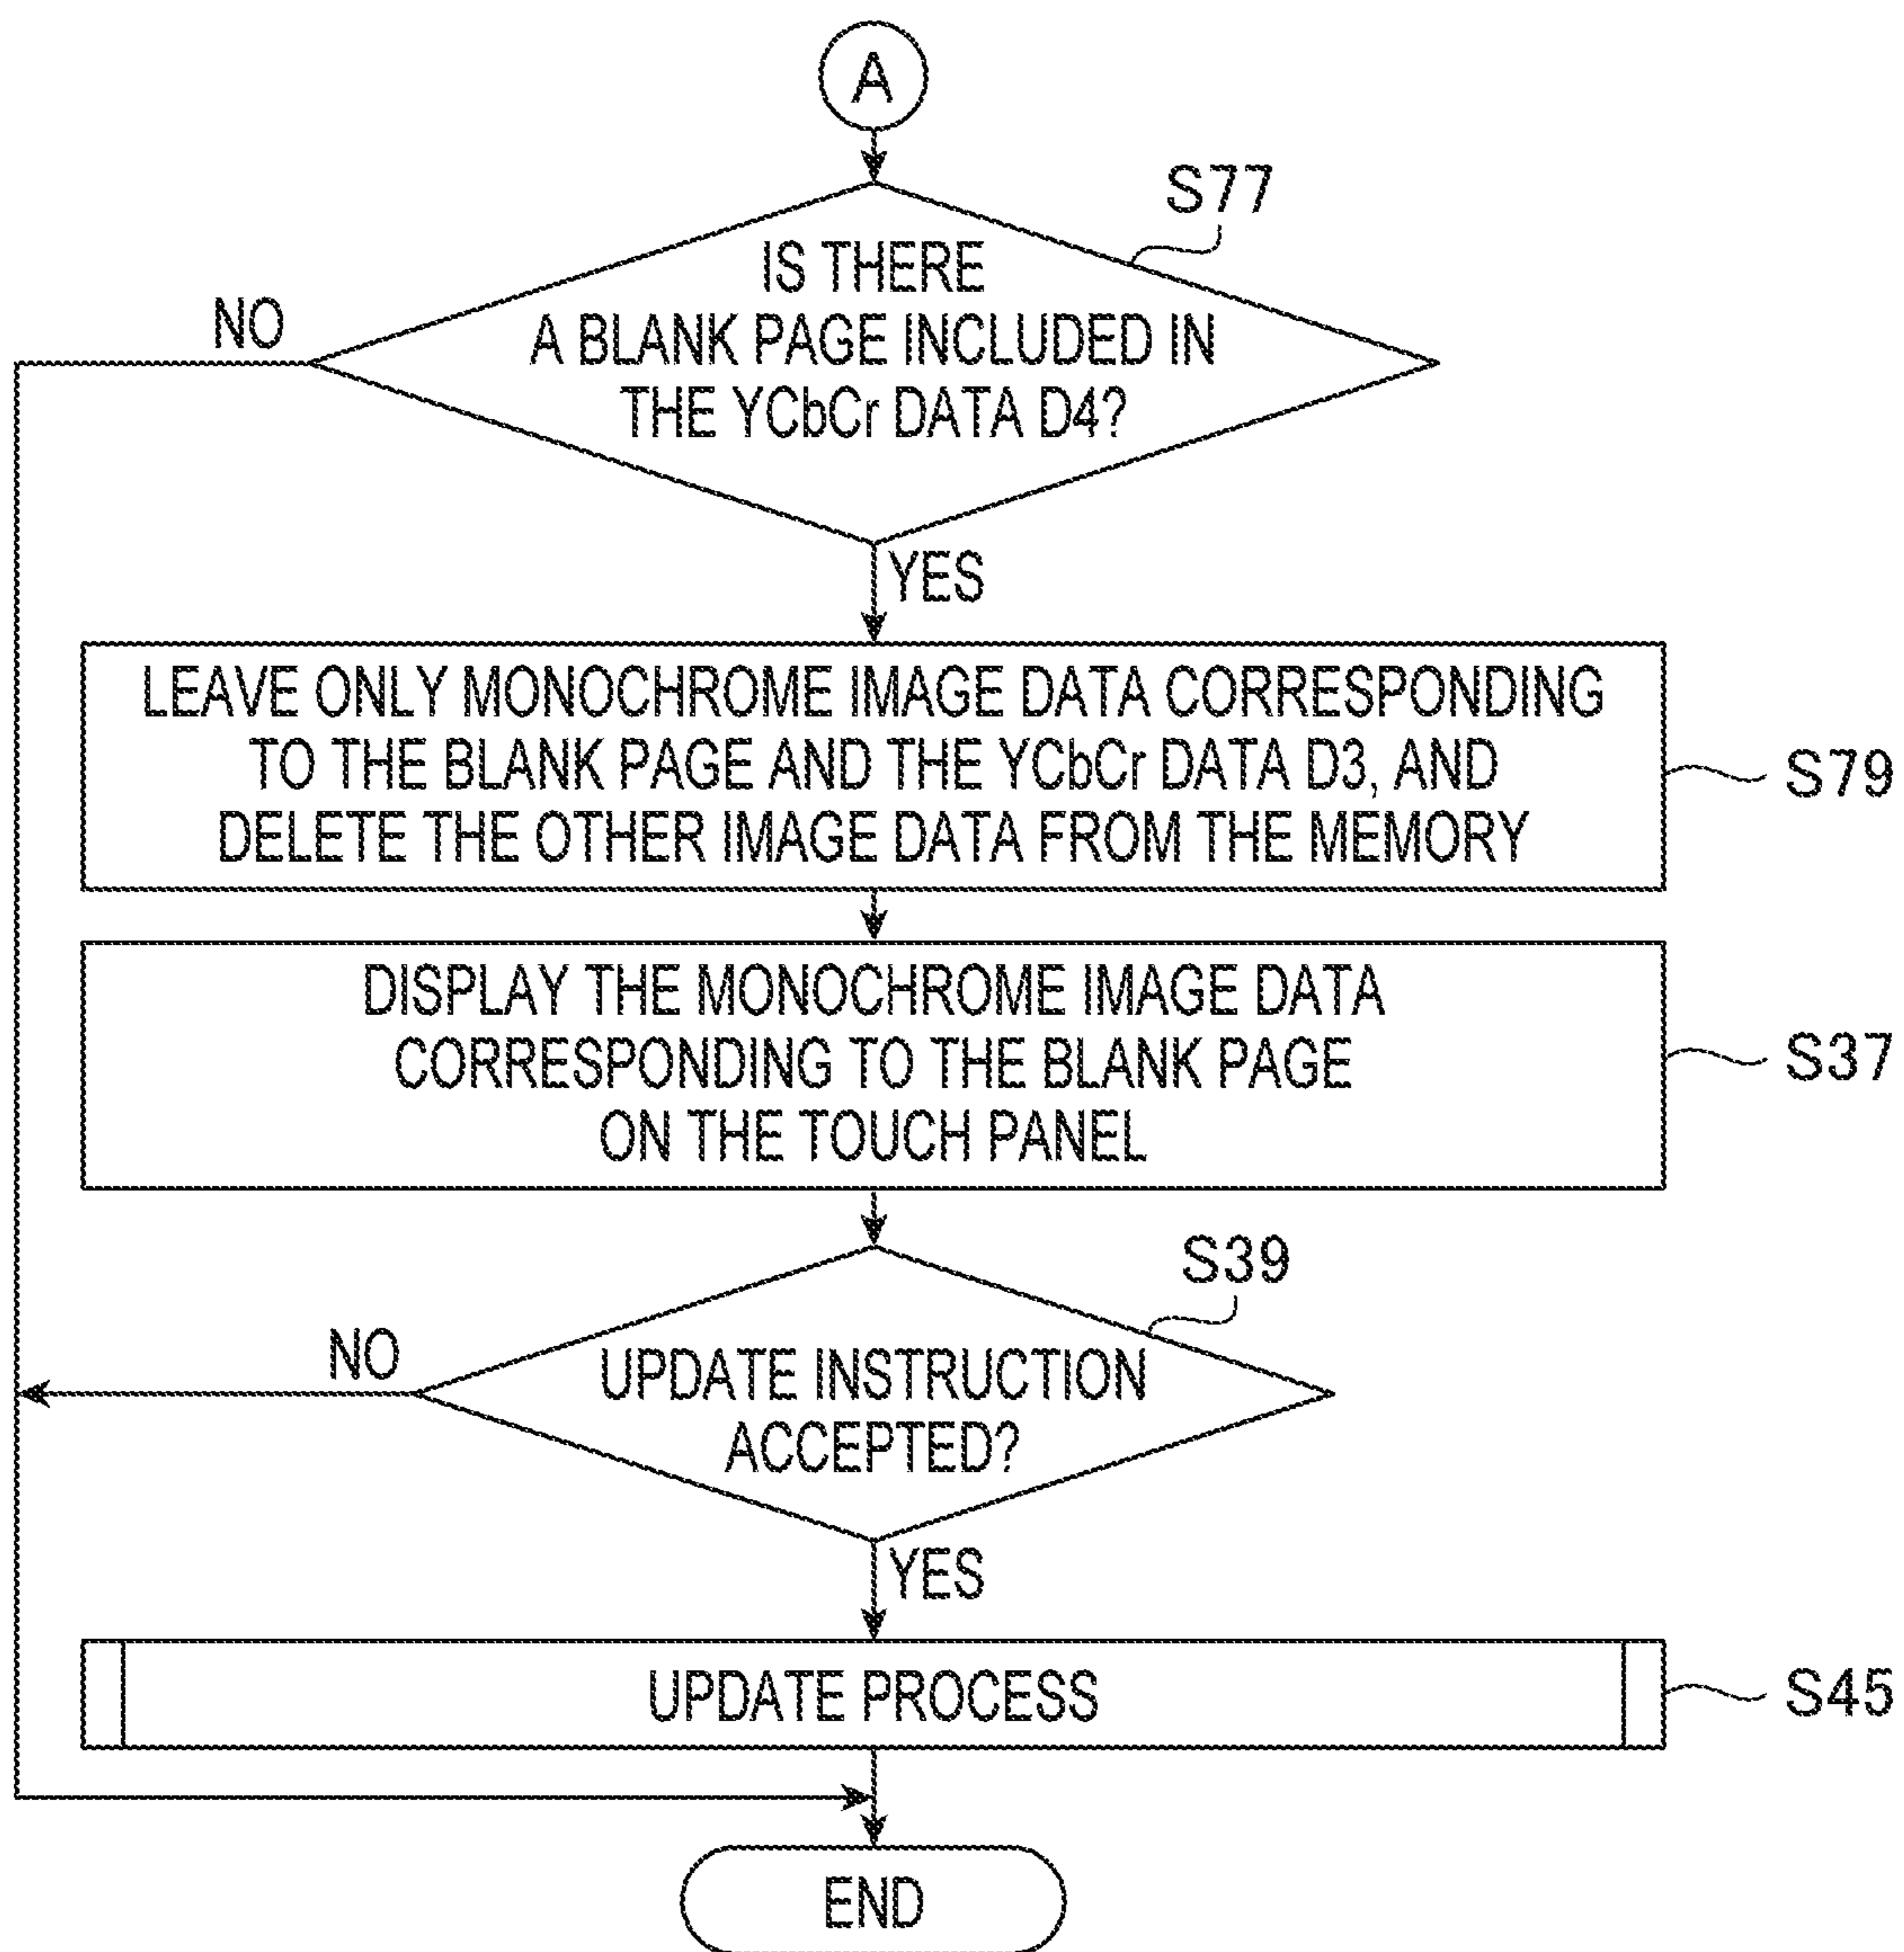 A
S77
IS THERE
A BLANK PAGE INCLUDED IN
THE YCbCr DATA D4?
NO
YES
LEAVE ONLY MONOCHROME IMAGE DATA CORRESPONDING
TO THE BLANK PAGE AND THE YCbCr DATA D3, AND
DELETE THE OTHER IMAGE DATA FROM THE MEMORY
S79
DISPLAY THE MONOCHROME IMAGE DATA
CORRESPONDING TO THE BLANK PAGE
ON THE TOUCH PANEL
S37
S39
NO
UPDATE INSTRUCTION
ACCEPTED?
YES
UPDATE PROCESS
S45
END